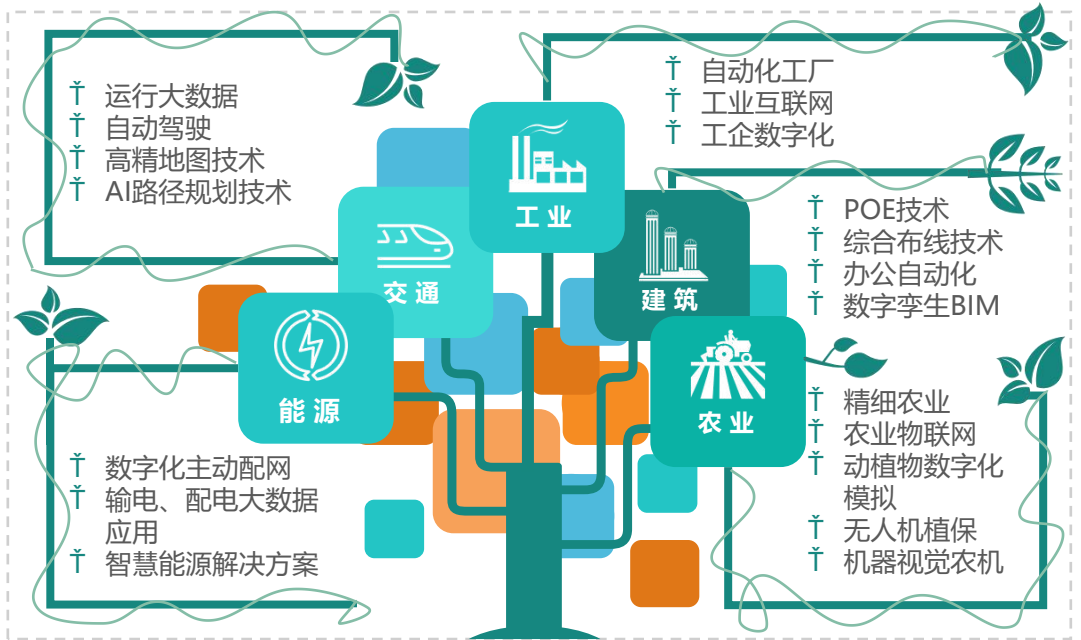 运行大数据
自动驾驶
高精地图技术
AI路径规划技术
交通
工业
自动化工厂
工业互联网
工企数字化
建筑
POE技术
综合布线技术
办公自动化
数字孪生BIM
能源
数字化主动配网
输电、配电大数据
应用
智慧能源解决方案
农业
精细农业
农业物联网
动植物数字化
模拟
无人机植保
机器视觉农机